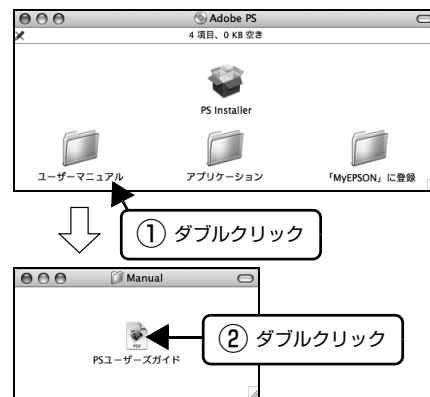 Adobe PS
4 項目、0 KB 空き
PS Installer
ユーザーマニュアル
アプリケーション
「MyEPSON」に登録
① ダブルクリック
Manual
PDF
② ダブルクリック
PSユーザーズガイド